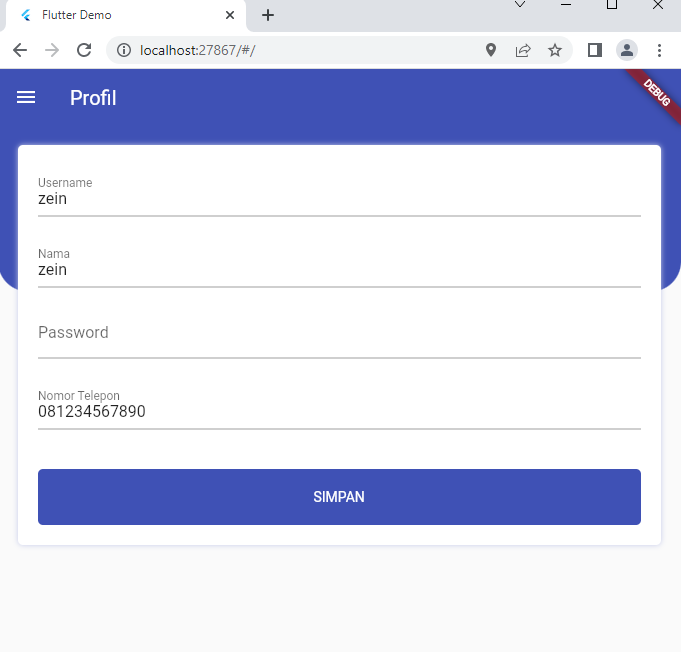 Flutter Demo
localhost:27867/#/
Profil
DEBUG
Username
zein
Nama
zein
Password
Nomor Telepon
081234567890
SIMPAN